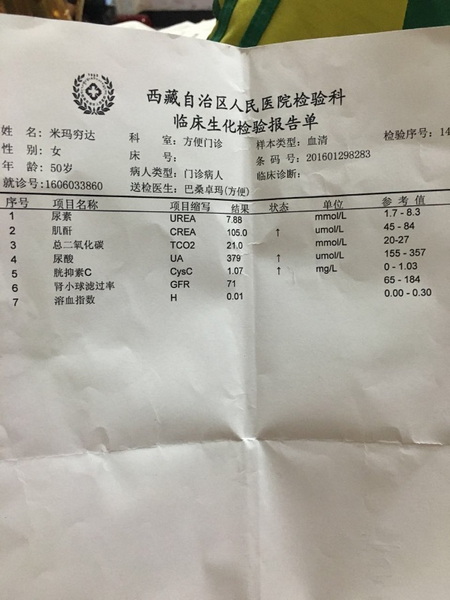 西藏自治区人民医院检验科
临床生化检验报告单
姓 名: 米玛穷达 科 室: 方便门诊 样本类型: 血清 检验序号: 14
性 别: 女 床 号: 条 码 号: 201601298283
年 龄: 50岁 病人类型: 门诊病人 临床诊断:
就诊号: 1606033860 送检医生: 巴桑卓玛(方便)
序号 项目名称 项目缩写 结果 状态 单位 参 考 值
1 尿素 UREA 7.88 mmol/L 1.7 - 8.3
2 肌酐 CREA 105.0 ↑ umol/L 45 - 84
3 总二氧化碳 TCO2 21.0 mmol/L 20-27
4 尿酸 UA 379 ↑ umol/L 155 - 357
5 胱抑素C CysC 1.07 ↑ mg/L 0 - 1.03
6 肾小球滤过率 GFR 71 65 - 184
7 溶血指数 H 0.01 0.00 - 0.30